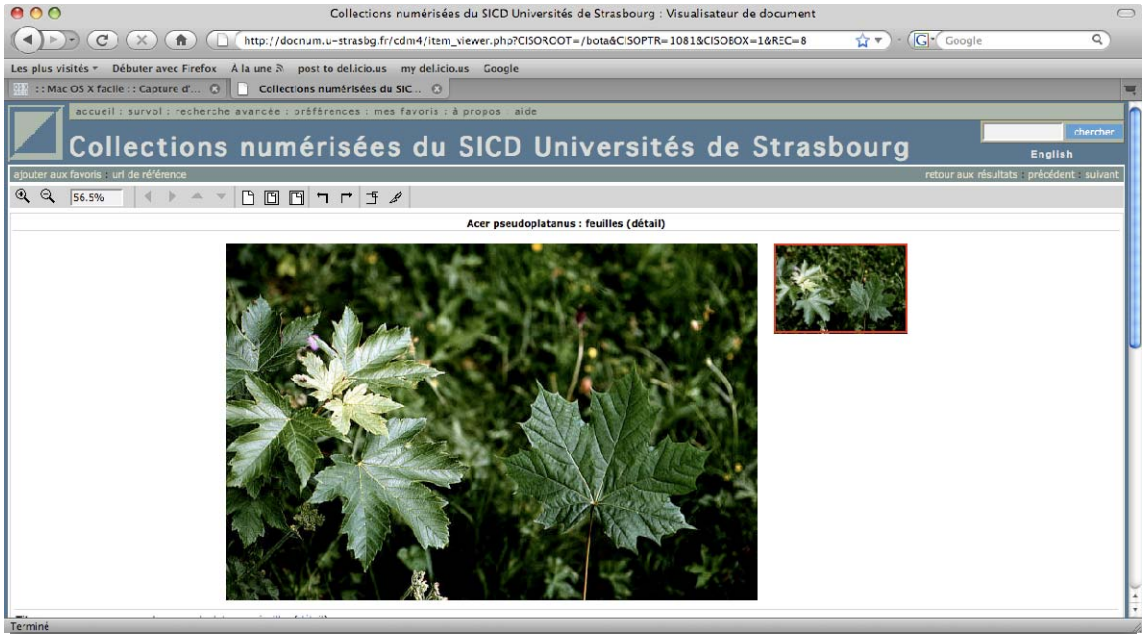 Collections numérisées du SICD Universités de Strasbourg : Visualisateur de document
http://docnum.u-strasbg.fr/cdm4/item_viewer.php?CISOROOT=/bota&CISOPTR=1081&CISOBOX=1&REC=8
Google
Les plus visités Débuter avec Firefox À la une post to del.icio.us my del.icio.us Google
:: Mac OS X facile :: Capture d'... Collections numérisées du SIC...
accueil : survol : recherche avancée : préférences : mes favoris : à propos : aide
chercher
Collections numérisées du SICD Universités de Strasbourg
English
ajouter aux favoris : url de référence retour aux résultats : précédent : suivant
56.5%
Acer pseudoplatanus : feuilles (détail)
Terminé